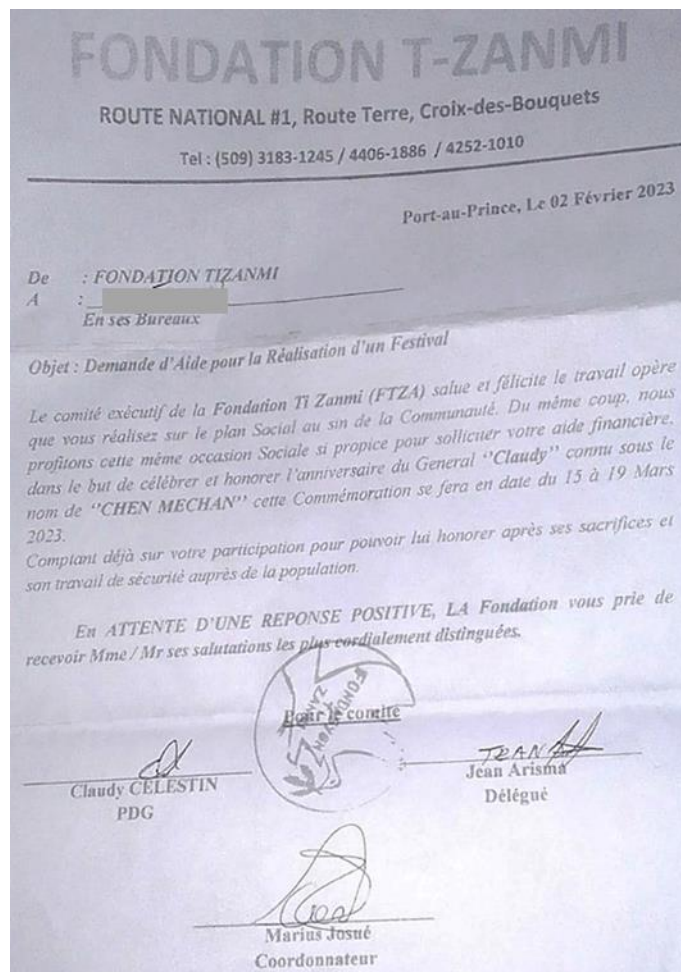 FONDATION T-ZANMI
ROUTE NATIONAL #1, Route Terre, Croix-des-Bouquets
Tel : (509) 3183-1245 / 4406-1886 / 4252-1010
Port-au-Prince, Le 02 Février 2023
De : FONDATION TIZANMI
A :
En ses Bureaux
Objet : Demande d'Aide pour la Réalisation d'un Festival
Le comité exécutif de la Fondation Ti Zanmi (FTZA) salue et félicite le travail opère
que vous réalisez sur le plan Social au sin de la Communauté. Du même coup, nous
profitons cette même occasion Sociale si propice pour solliciter votre aide financière,
dans le but de célébrer et honorer l'anniversaire du General ‘‘Claudy’’ connu sous le
nom de ‘‘CHEN MECHAN’’ cette Commémoration se fera en date du 15 à 19 Mars
2023.
Comptant déjà sur votre participation pour pouvoir lui honorer après ses sacrifices et
son travail de sécurité auprès de la population.
En ATTENTE D'UNE REPONSE POSITIVE, LA Fondation vous prie de
recevoir Mme / Mr ses salutations les plus cordialement distinguées.
FONDASYON
ZANMI
Pour le comité
Claudy CELESTIN
PDG
JEAN
Jean Arisma
Délégué
Marius Josué
Coordonnateur